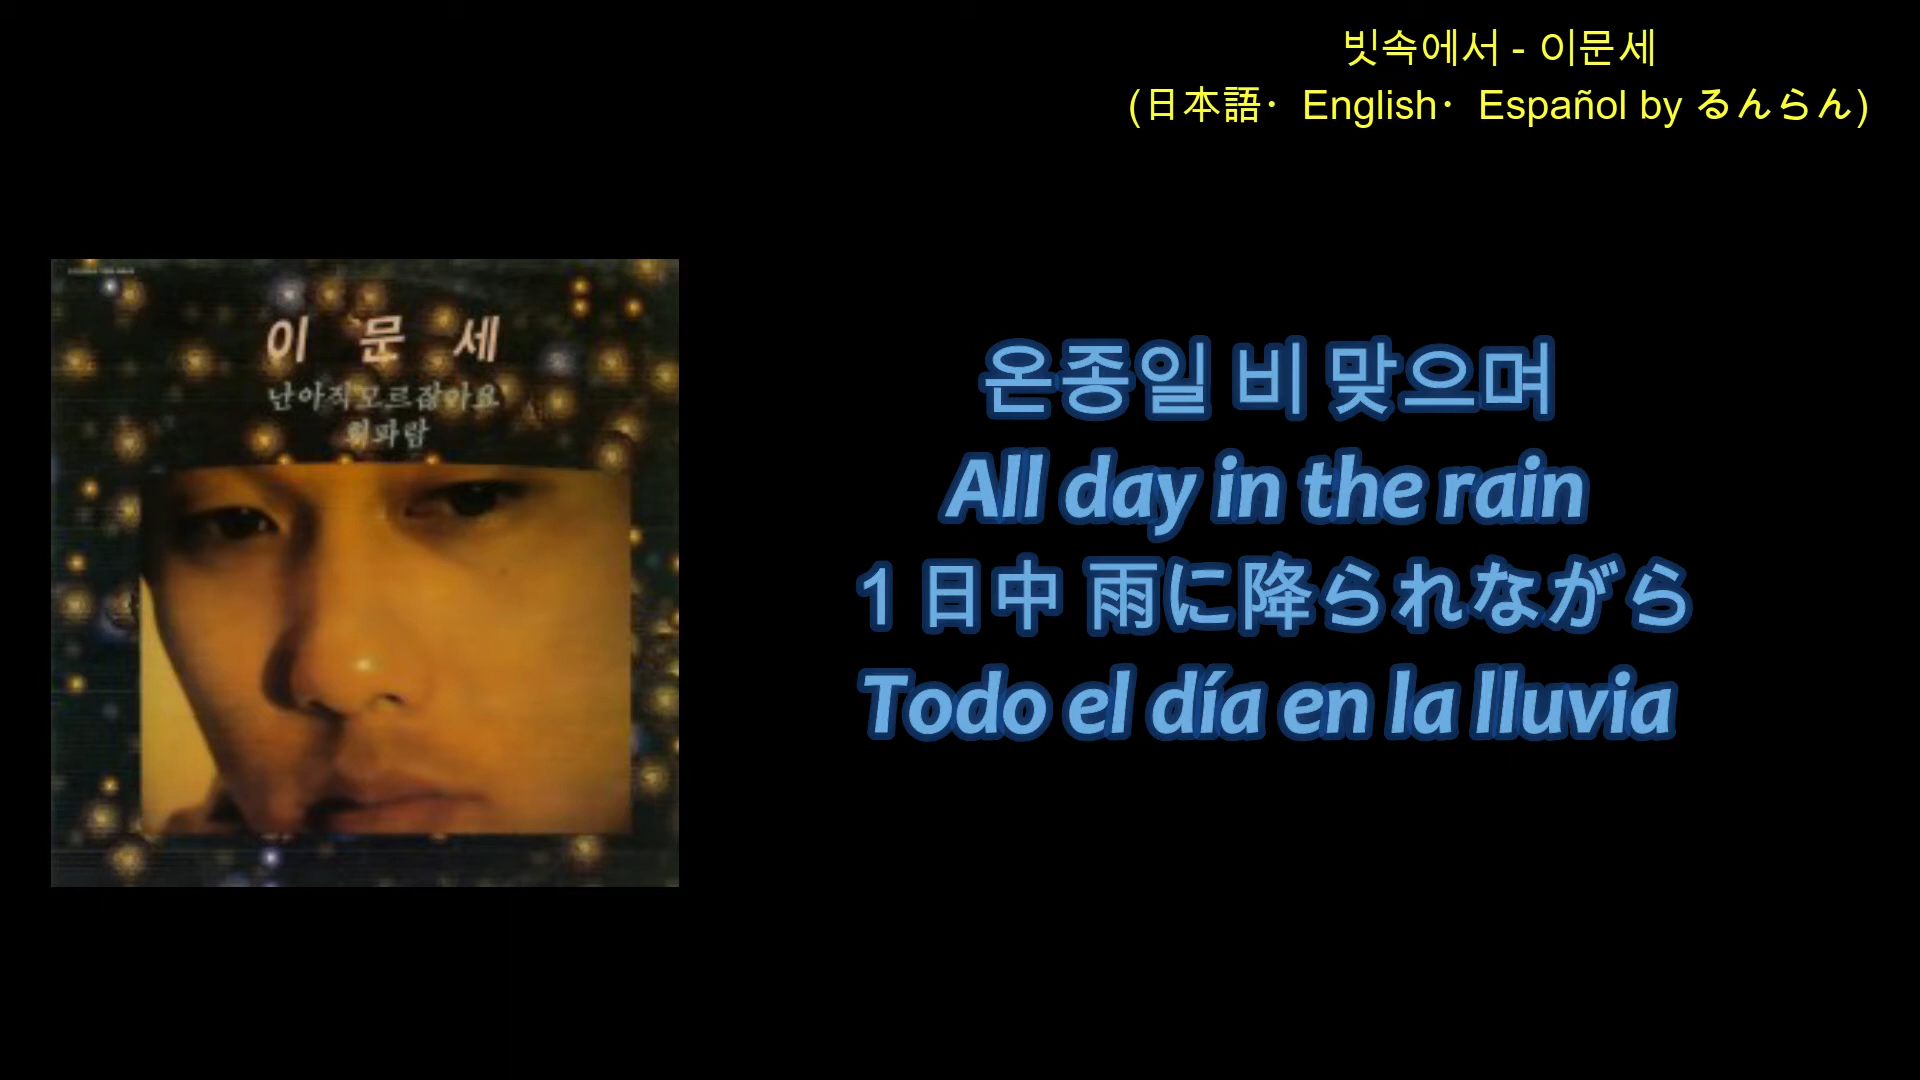 빗속에서 - 이문세
(日本語・English・Español by るんらん)
이 문 세
난아직모르잖아요
휘파람
온종일 비 맞으며
All day in the rain
1日中 雨に降られながら
Todo el día en la lluvia